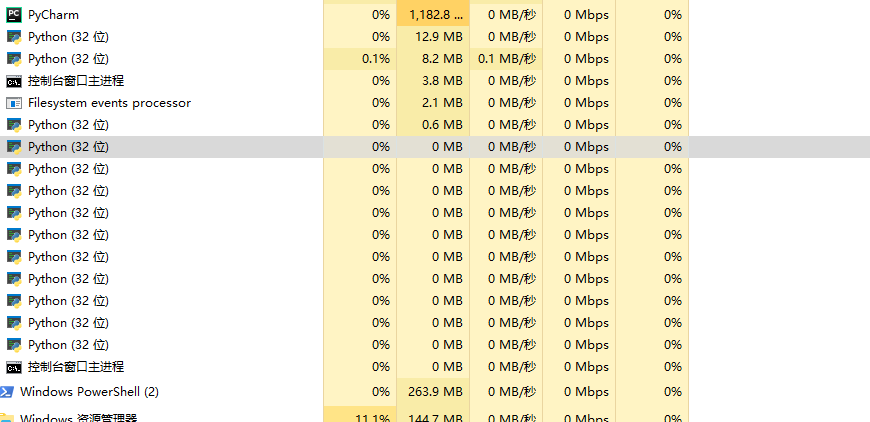 PyCharm 0% 1,182.8 ... 0 MB/秒 0 Mbps 0%
Python (32 位) 0% 12.9 MB 0 MB/秒 0 Mbps 0%
Python (32 位) 0.1% 8.2 MB 0.1 MB/秒 0 Mbps 0%
控制台窗口主进程 0% 3.8 MB 0 MB/秒 0 Mbps 0%
Filesystem events processor 0% 2.1 MB 0 MB/秒 0 Mbps 0%
Python (32 位) 0% 0.6 MB 0 MB/秒 0 Mbps 0%
Python (32 位) 0% 0 MB 0 MB/秒 0 Mbps 0%
Python (32 位) 0% 0 MB 0 MB/秒 0 Mbps 0%
Python (32 位) 0% 0 MB 0 MB/秒 0 Mbps 0%
Python (32 位) 0% 0 MB 0 MB/秒 0 Mbps 0%
Python (32 位) 0% 0 MB 0 MB/秒 0 Mbps 0%
Python (32 位) 0% 0 MB 0 MB/秒 0 Mbps 0%
Python (32 位) 0% 0 MB 0 MB/秒 0 Mbps 0%
Python (32 位) 0% 0 MB 0 MB/秒 0 Mbps 0%
Python (32 位) 0% 0 MB 0 MB/秒 0 Mbps 0%
Python (32 位) 0% 0 MB 0 MB/秒 0 Mbps 0%
控制台窗口主进程 0% 0 MB 0 MB/秒 0 Mbps 0%
Windows PowerShell (2) 0% 263.9 MB 0 MB/秒 0 Mbps 0%
Windows 资源管理器 11.1% 144.7 MB 0 MB/秒 0 Mbps 0%